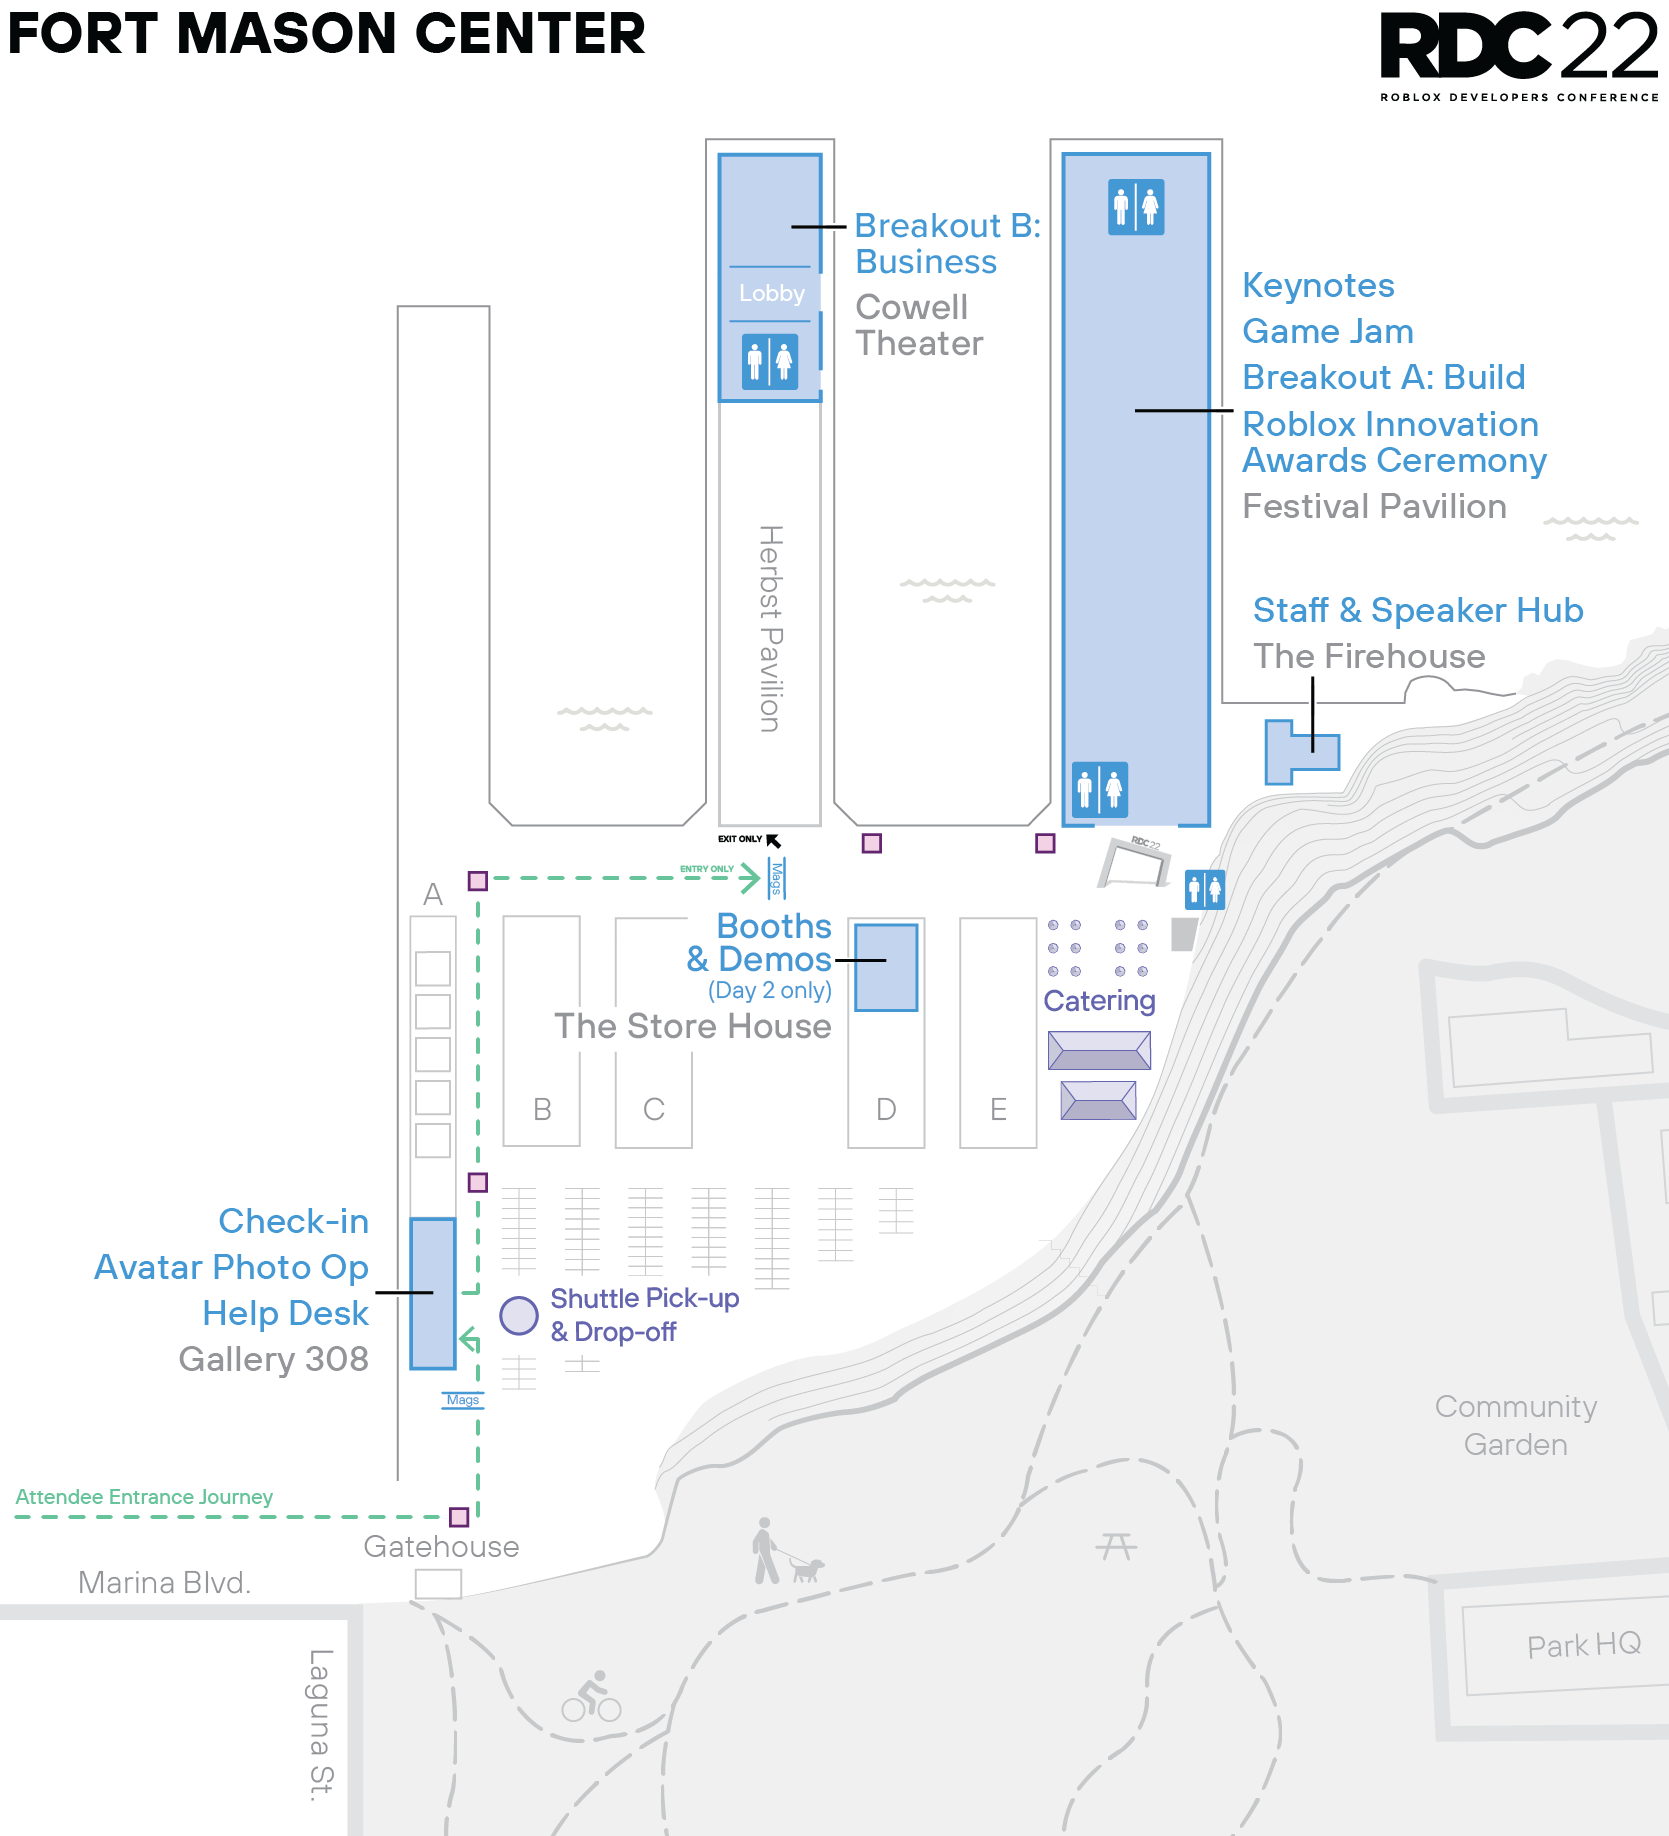 FORT MASON CENTER
RDC22
ROBLOX DEVELOPERS CONFERENCE
Breakout B:
Business
Cowell
Theater
Lobby
Keynotes
Game Jam
Breakout A: Build
Roblox Innovation
Awards Ceremony
Festival Pavilion
Herbst Pavilion
Staff & Speaker Hub
The Firehouse
EXIT ONLY
RDC22
ENTRY ONLY
Mags
A
Booths
& Demos
(Day 2 only)
The Store House
Catering
B
C
D
E
Check-in
Avatar Photo Op
Help Desk
Gallery 308
Shuttle Pick-up
& Drop-off
Mags
Community
Garden
Attendee Entrance Journey
Gatehouse
Marina Blvd.
Laguna St.
Park HQ